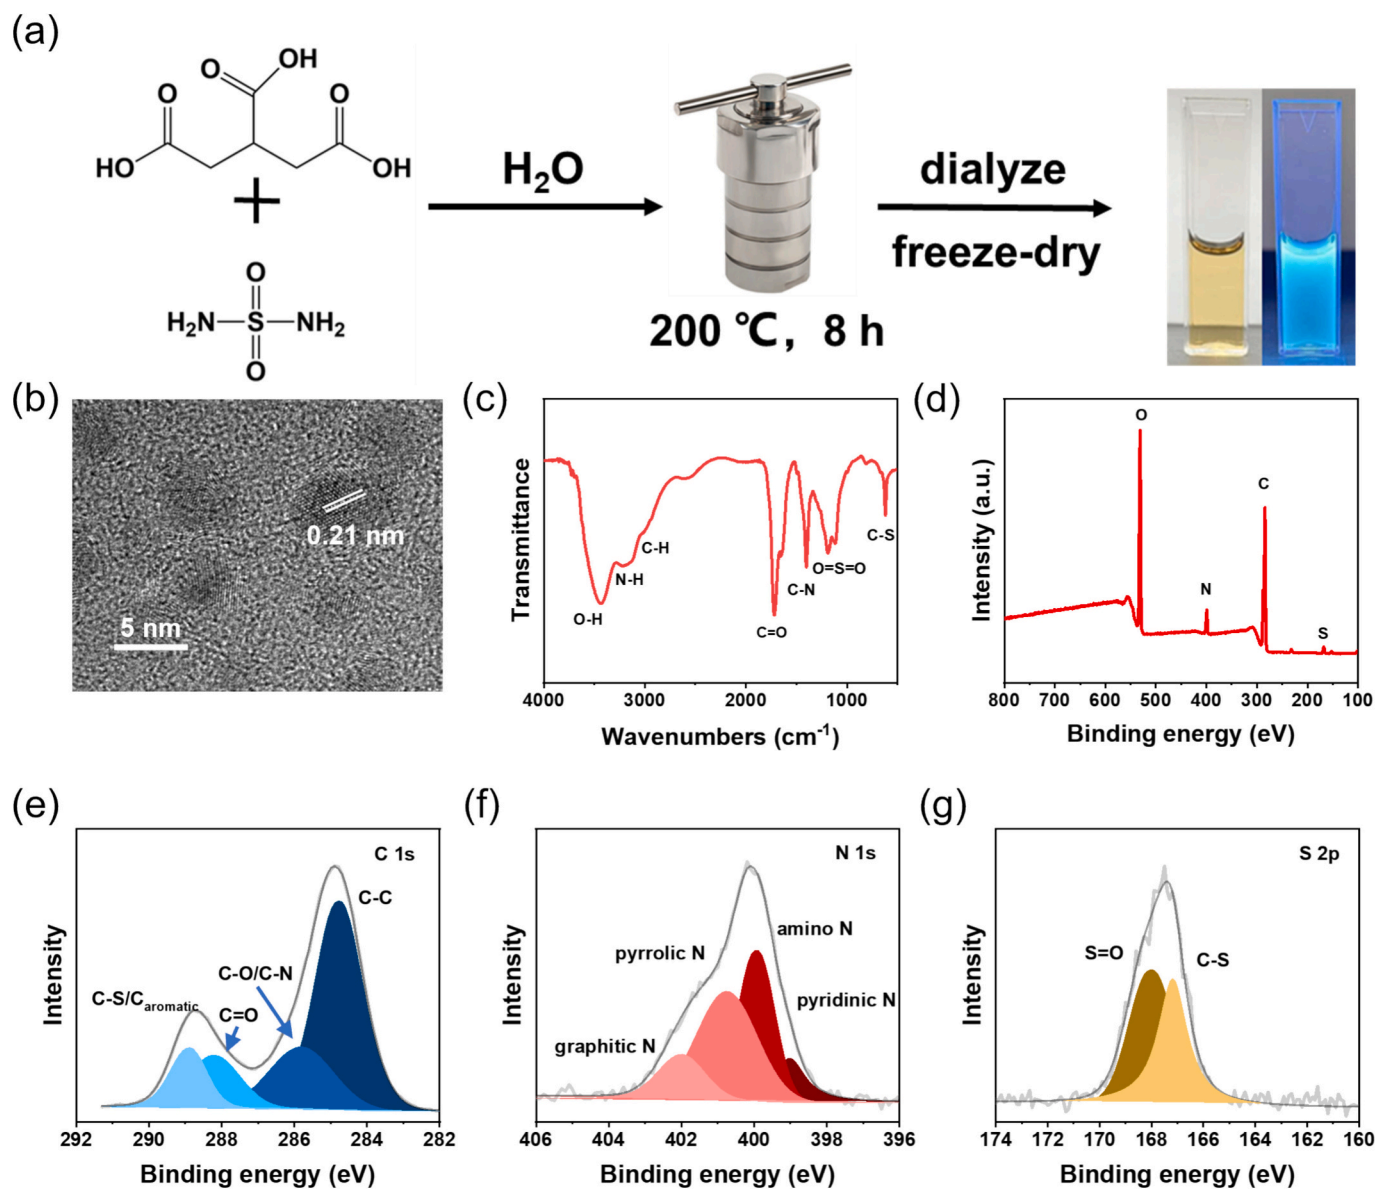 (a)
O
OH
O
O
HO
OH
+
O
H₂N
S
NH₂
O
H₂O
200 ℃, 8 h
dialyze
freeze-dry
(b)
0.21 nm
5 nm
(c)
Transmittance
O-H
N-H
C-H
C=O
C-N
O=S=O
C-S
4000 3000 2000 1000
Wavenumbers (cm⁻¹)
(d)
Intensity (a.u.)
O
N
C
S
800 700 600 500 400 300 200 100
Binding energy (eV)
(e)
Intensity
C 1s
C-C
C-O/C-N
C=O
C-S/Caromatic
292 290 288 286 284 282
Binding energy (eV)
(f)
Intensity
N 1s
amino N
pyrrolic N
pyridinic N
graphitic N
406 404 402 400 398 396
Binding energy (eV)
(g)
Intensity
S 2p
S=O
C-S
174 172 170 168 166 164 162 160
Binding energy (eV)